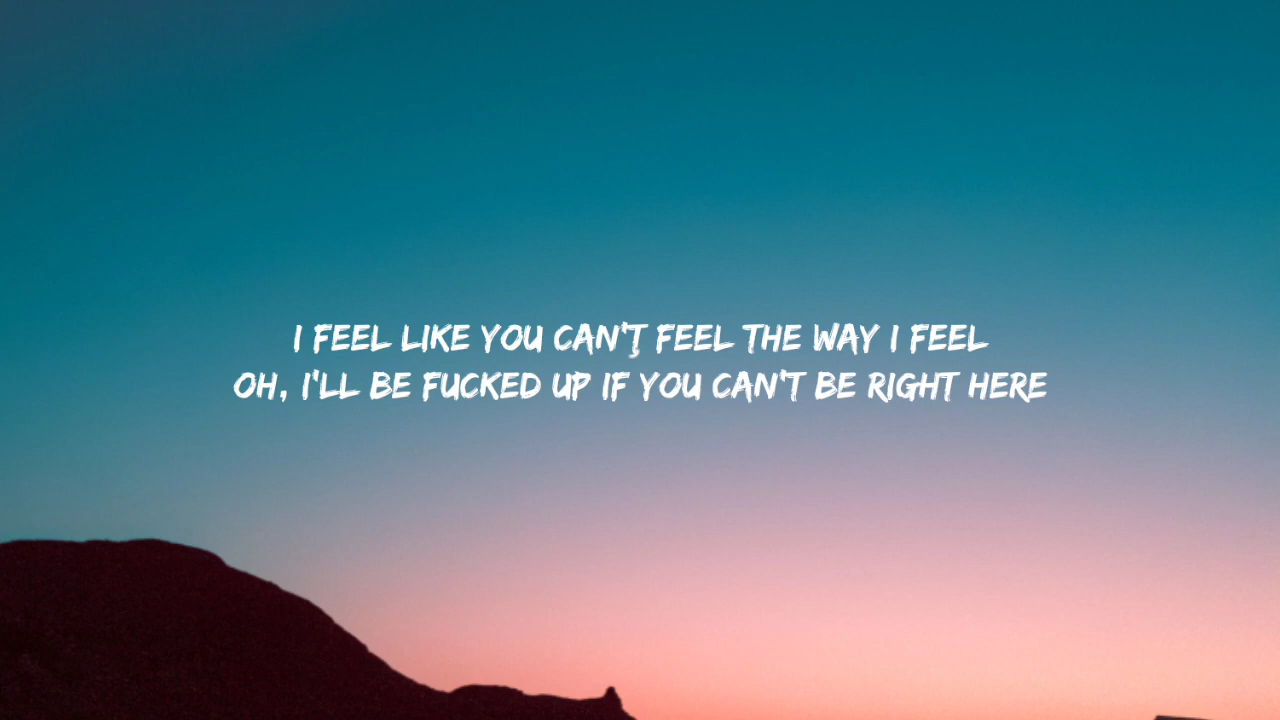 I FEEL LIKE YOU CAN'T FEEL THE WAY I FEEL
OH, I'LL BE FUCKED UP IF YOU CAN'T BE RIGHT HERE